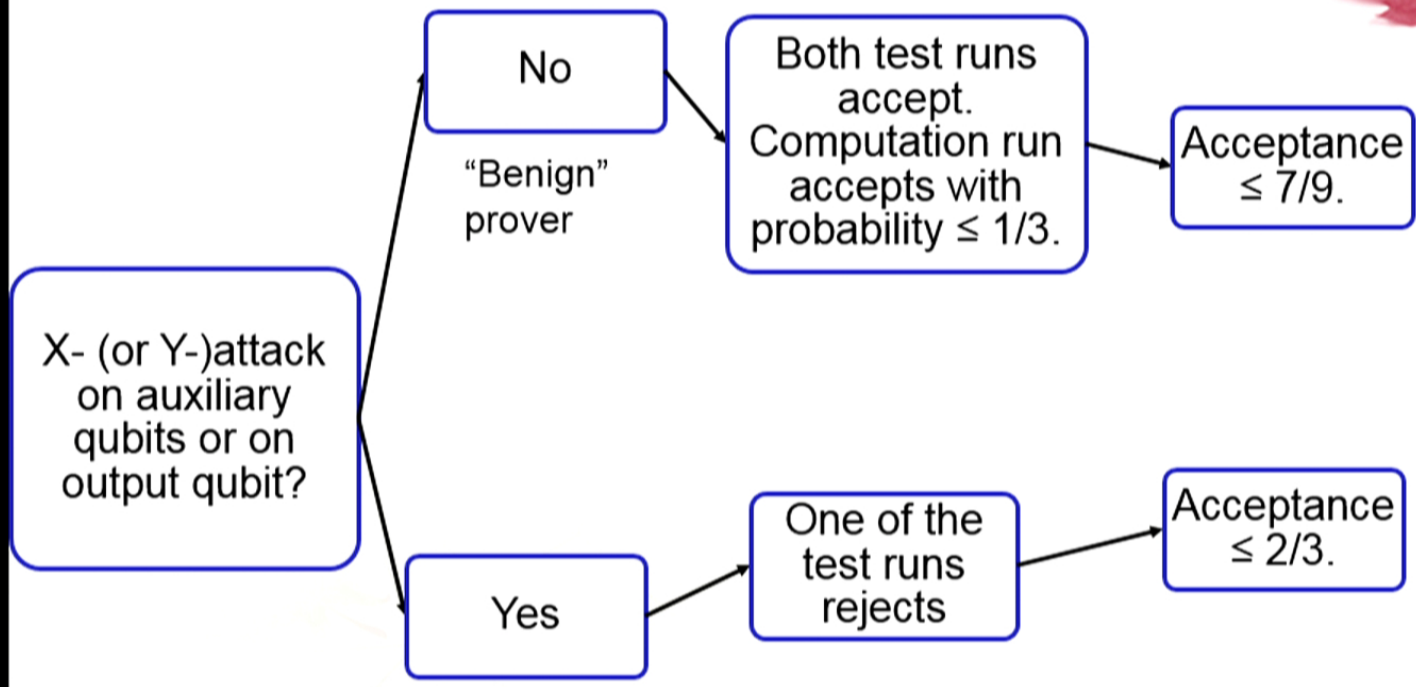 X- (or Y-)attack
on auxiliary
qubits or on
output qubit?
No
“Benign”
prover
Both test runs
accept.
Computation run
accepts with
probability ≤ 1/3.
Acceptance
≤ 7/9.
Yes
One of the
test runs
rejects
Acceptance
≤ 2/3.